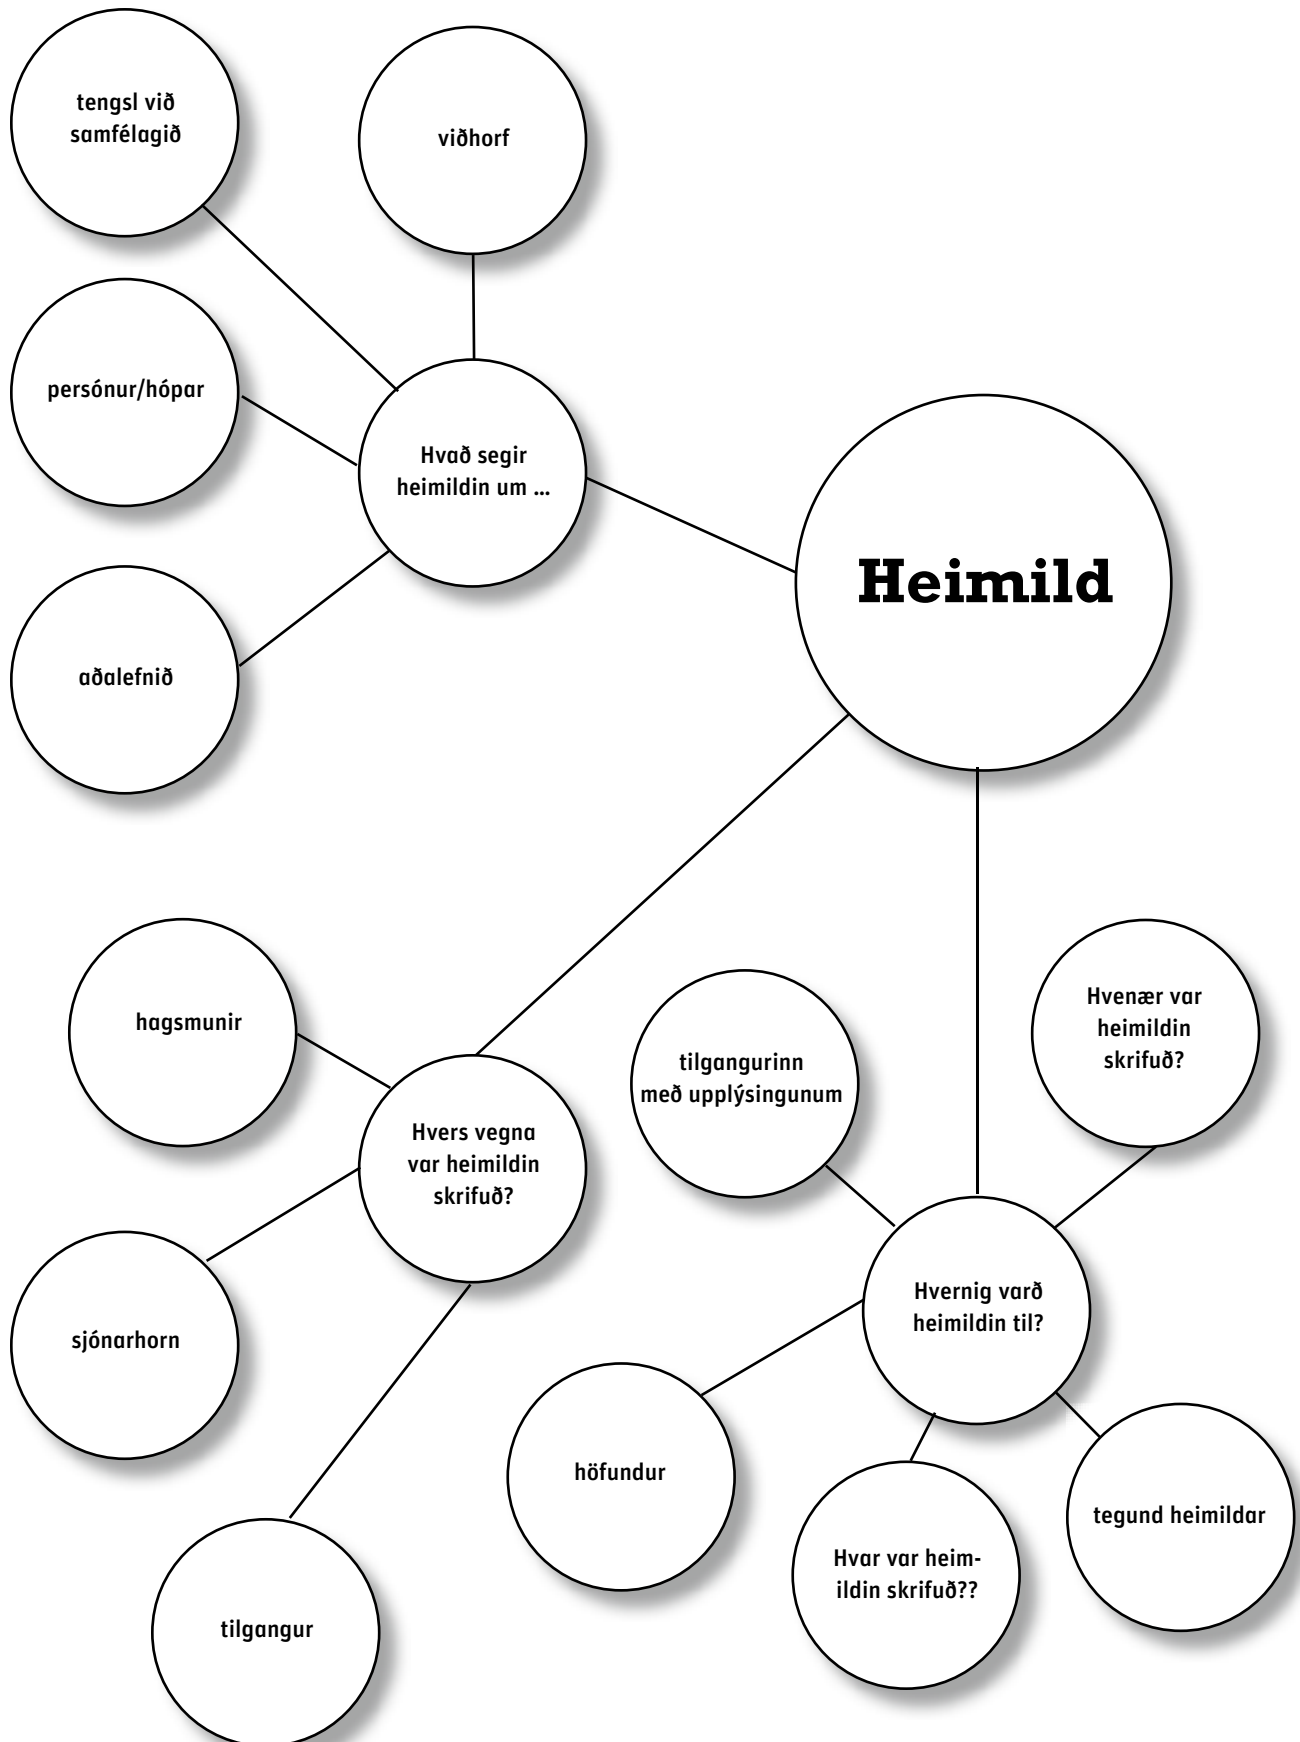 tengsl við
samfélagið
viðhorf
persónur/hópar
Hvað segir
heimildin um ...
aðalefnið
Heimild
hagsmunir
Hvers vegna
var heimildin
skrifuð?
sjónarhorn
tilgangur
tilgangurinn
með upplýsingunum
Hvenær var
heimildin
skrifuð?
Hvernig varð
heimildin til?
höfundur
Hvar var heim-
ildin skrifuð??
tegund heimildar